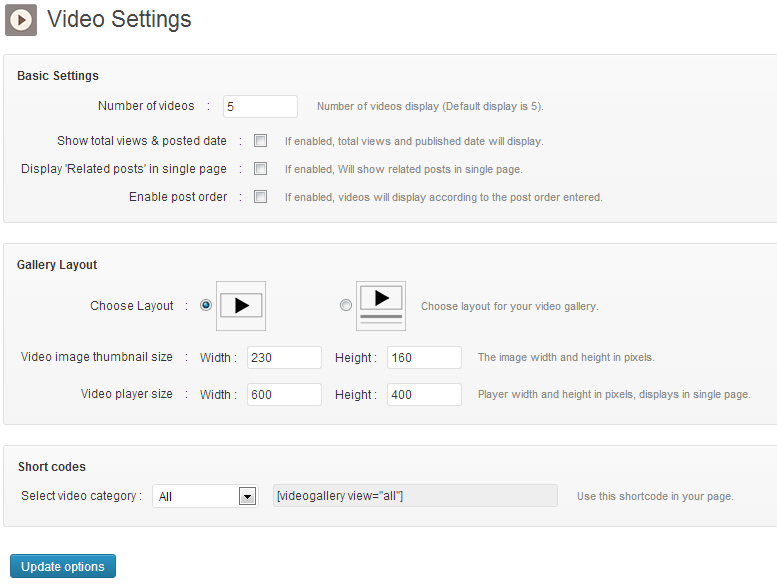 Video Settings
Basic Settings
Number of videos : 5 Number of videos display (Default display is 5).
Show total views & posted date : If enabled, total views and published date will display.
Display 'Related posts' in single page : If enabled, Will show related posts in single page.
Enable post order : If enabled, videos will display according to the post order entered.
Gallery Layout
Choose Layout : Choose layout for your video gallery.
Video image thumbnail size : Width : 230 Height : 160 The image width and height in pixels.
Video player size : Width : 600 Height : 400 Player width and height in pixels, displays in single page.
Short codes
Select video category : All [videogallery view="all"] Use this shortcode in your page.
Update options